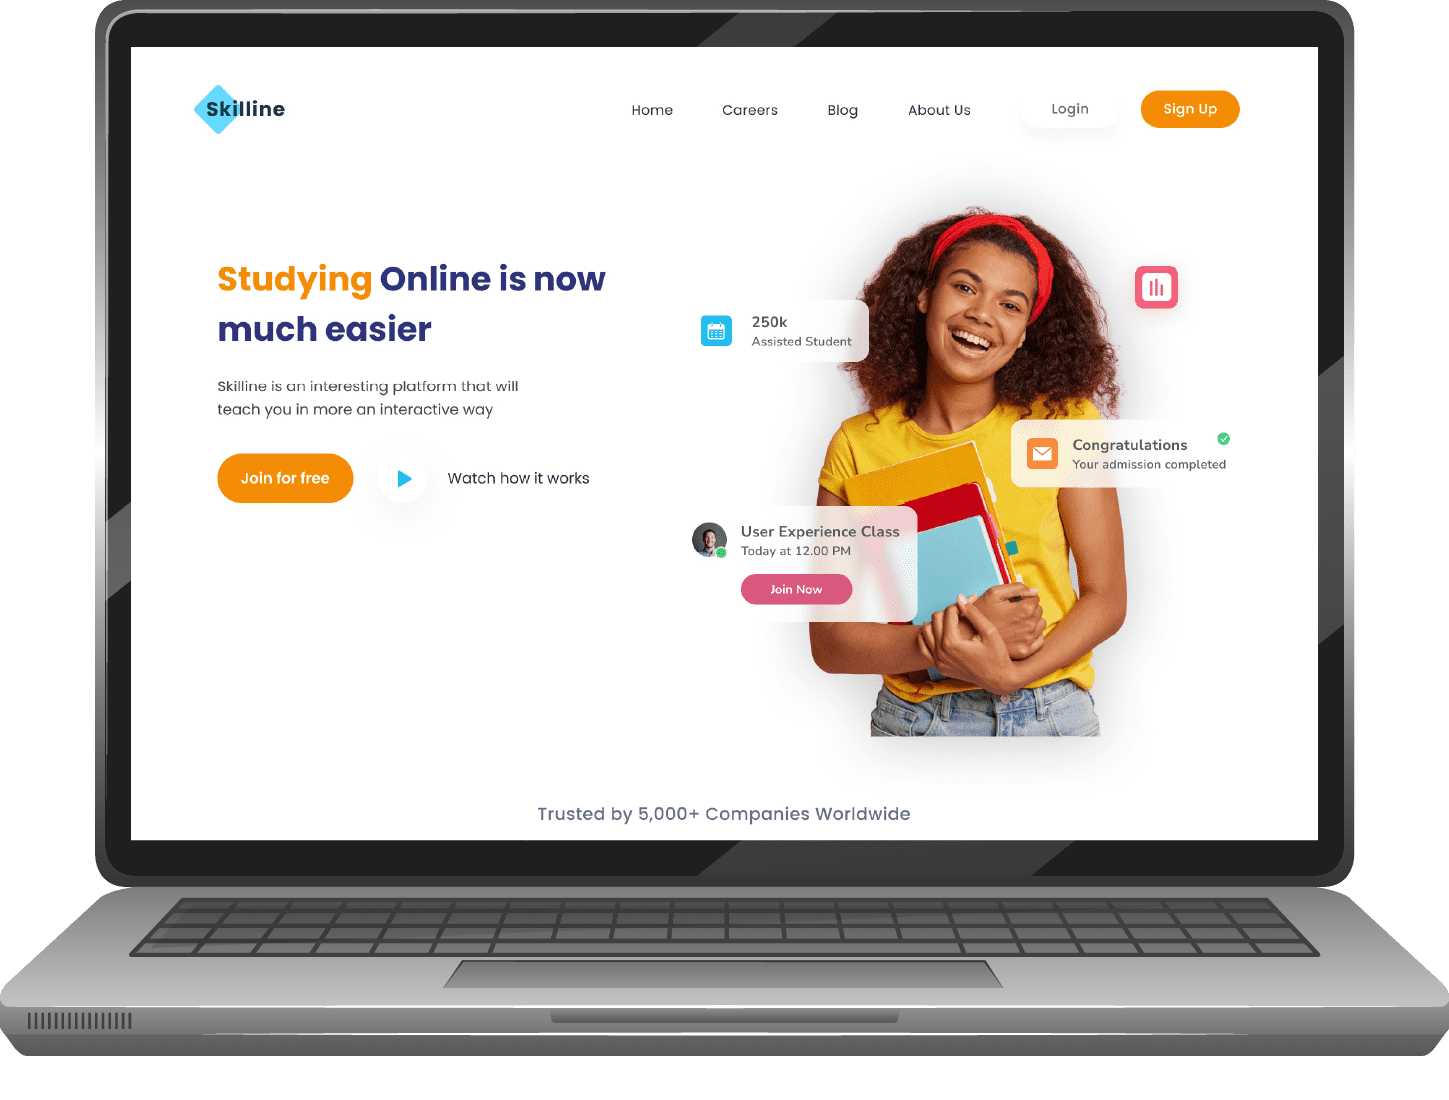 Skilline
Home
Careers
Blog
About Us
Login
Sign Up
Studying Online is now
much easier
Skilline is an interesting platform that will
teach you in more an interactive way
Join for free
Watch how it works
250k
Assisted Student
Congratulations
Your admission completed
User Experience Class
Today at 12.00 PM
Join Now
Trusted by 5,000+ Companies Worldwide